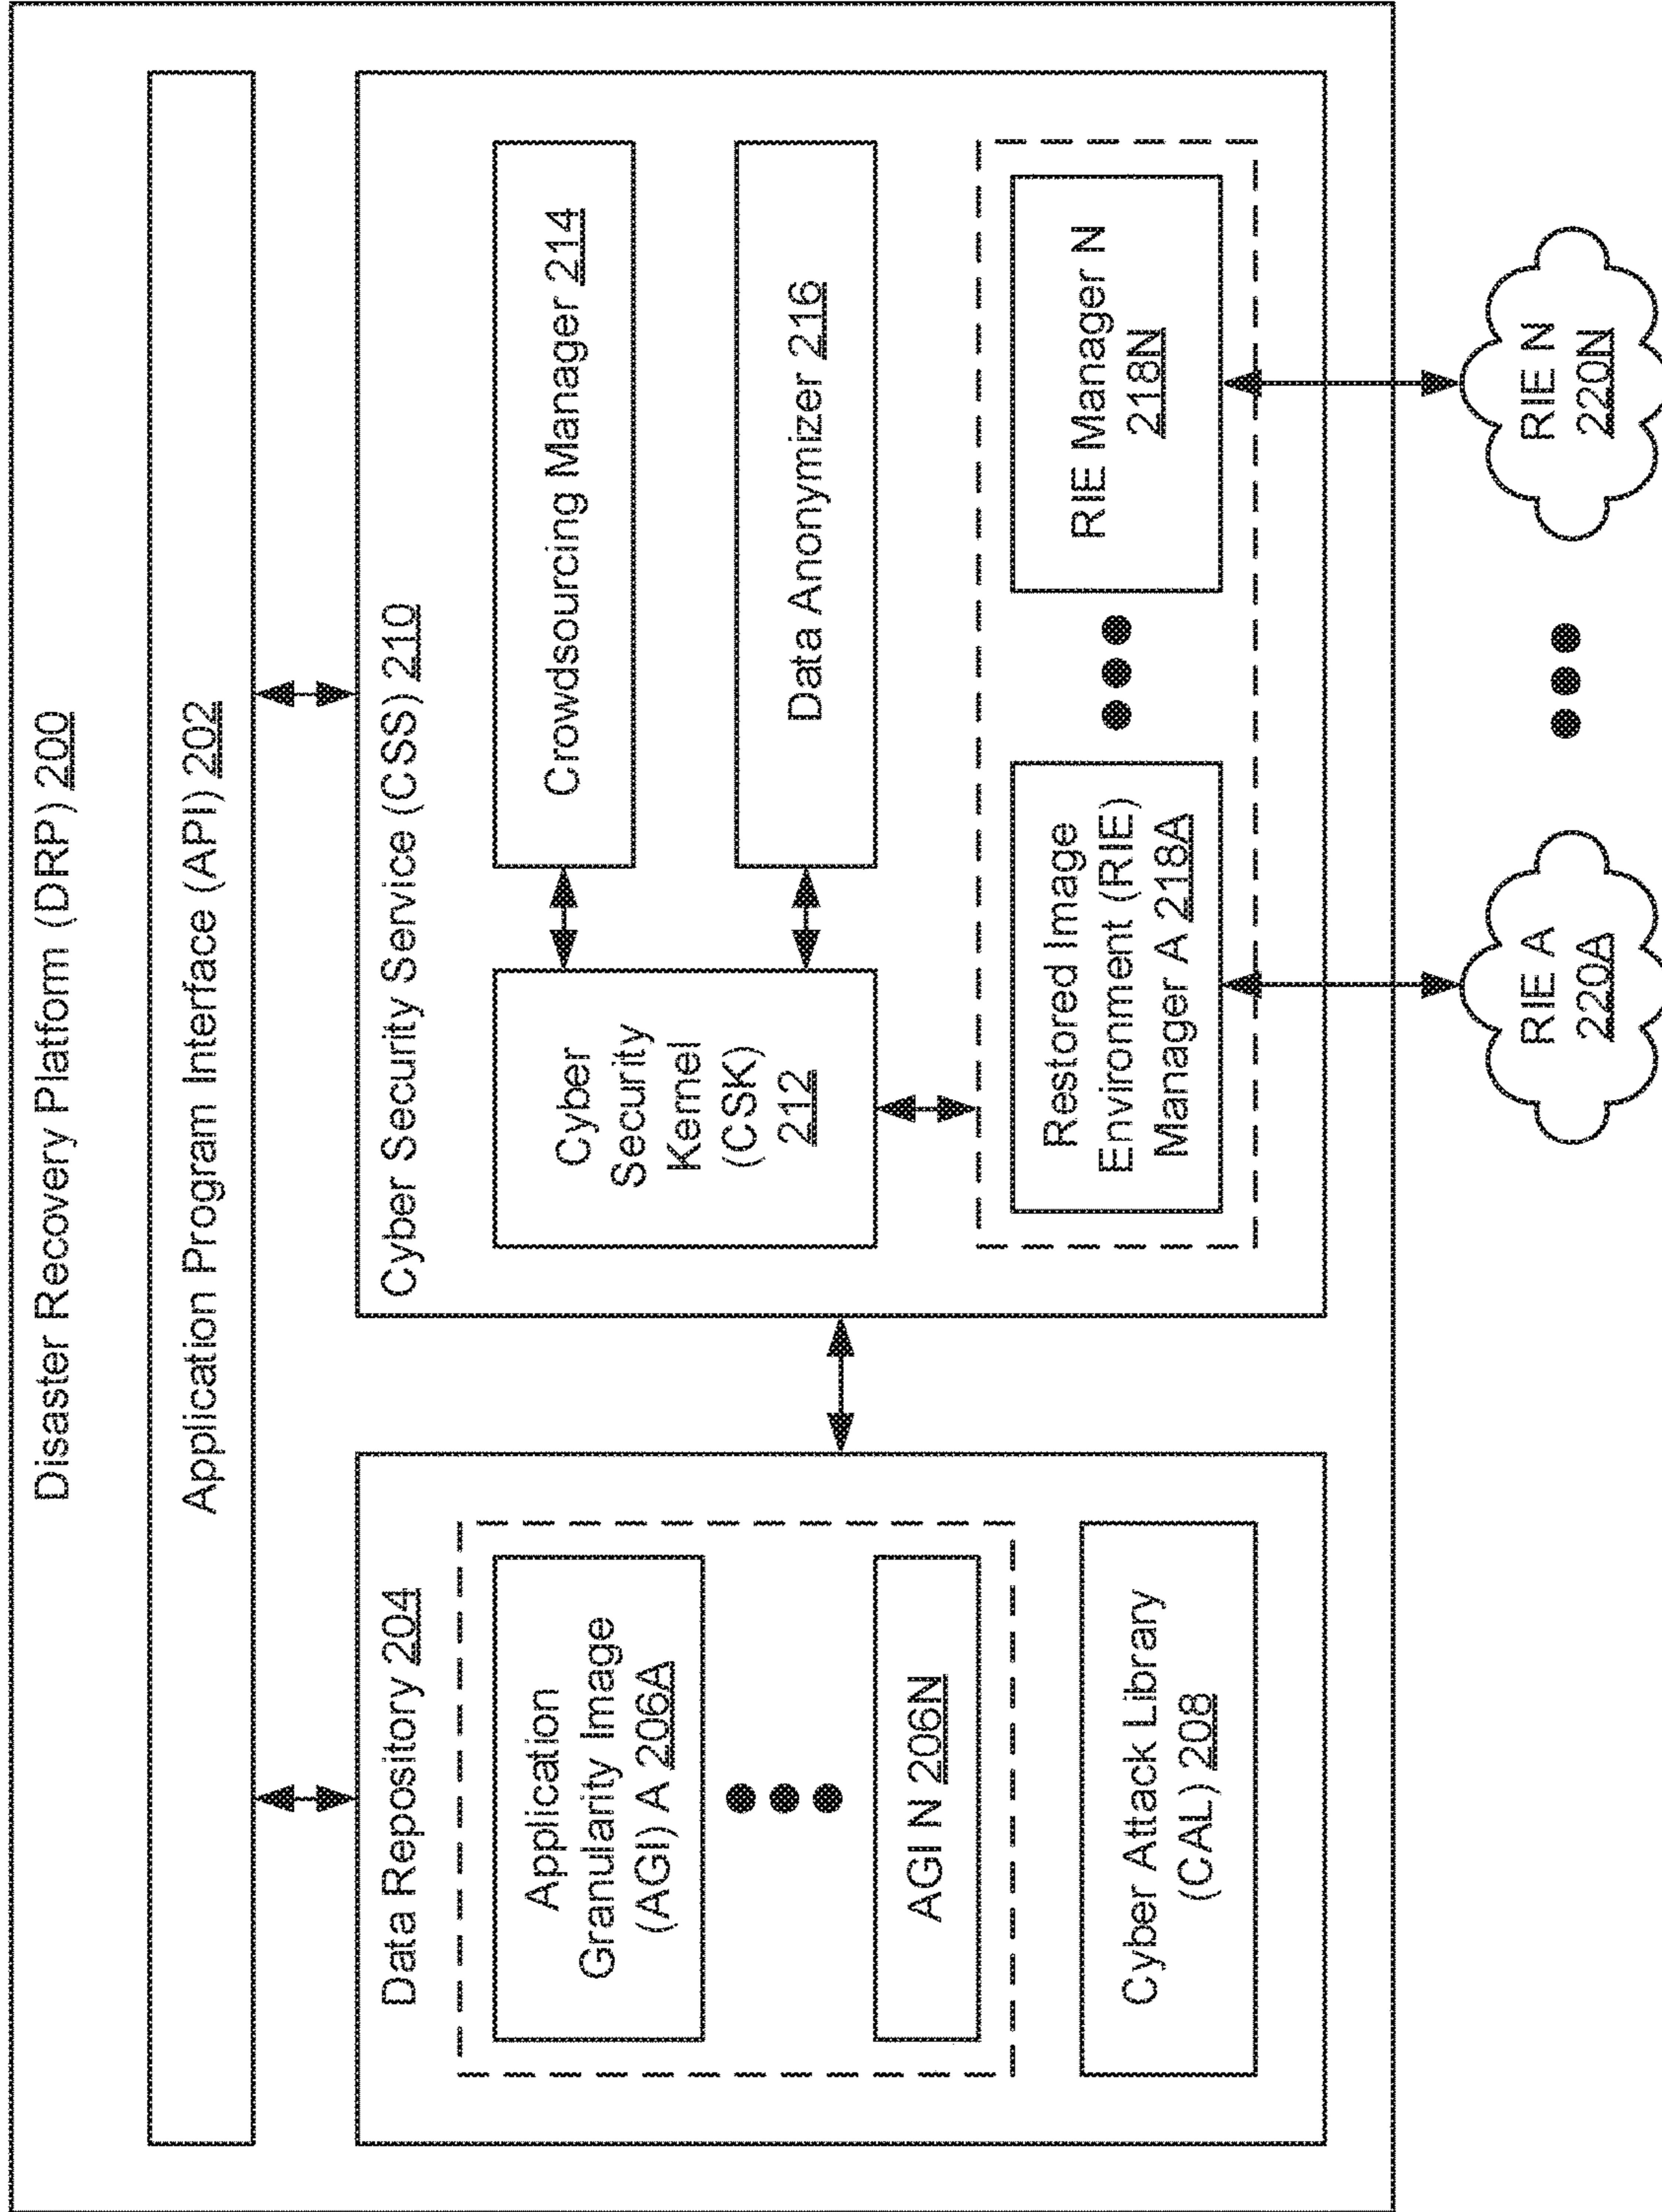 Disaster Recovery Platform (DRP) 200
Application Program Interface (API) 202
Data Repository 204
Application
Granularity Image
(AGI) A 206A
AGI N 206N
Cyber Attack Library
(CAL) 208
Cyber Security Service (CSS) 210
Cyber
Security
Kernel
(CSK)
212
Crowdsourcing Manager 214
Data Anonymizer 216
Restored Image
Environment (RIE)
Manager A 218A
RIE Manager N
218N
RIE A
220A
RIE N
220N